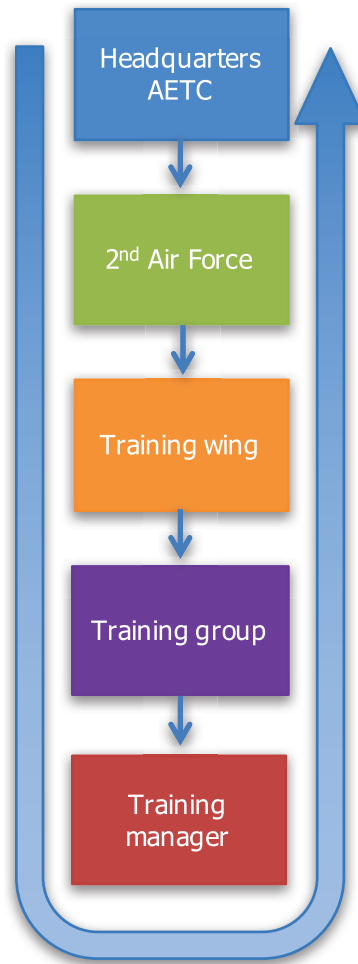 Headquarters
AETC
2nd Air Force
Training wing
Training group
Training
manager